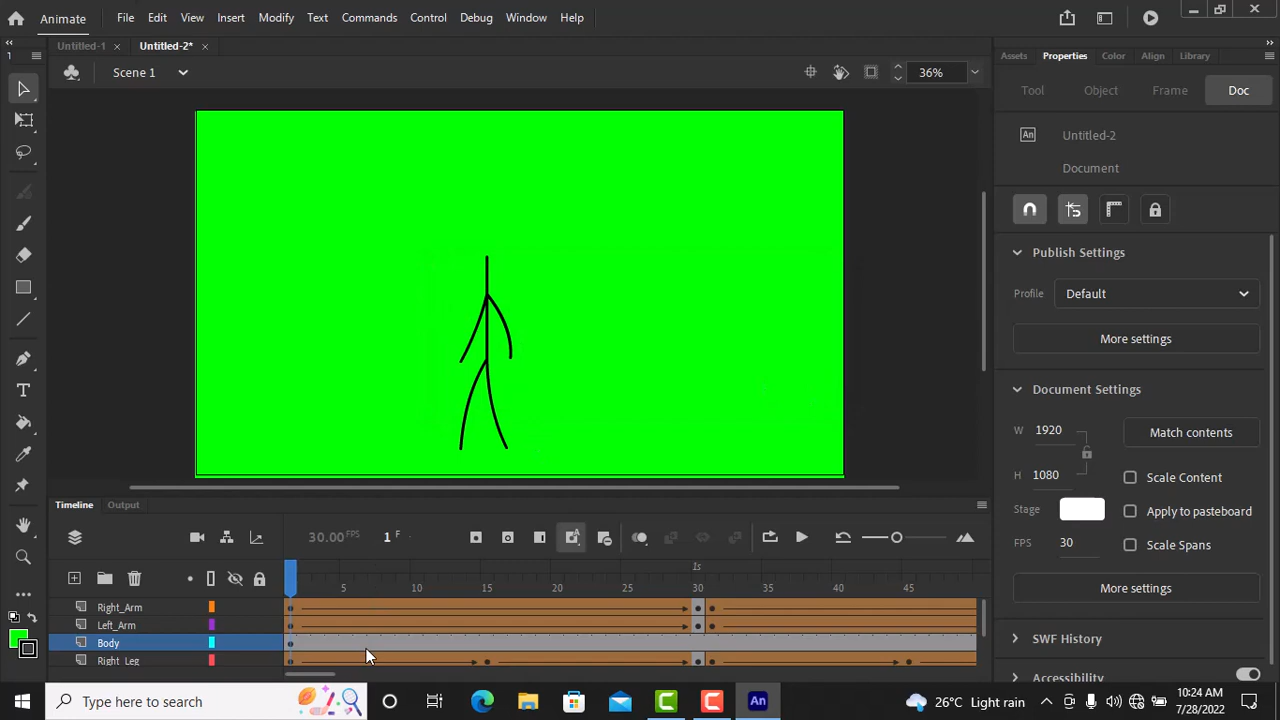 Animate File Edit View Insert Modify Text Commands Control Debug Window Help
Untitled-1 × Untitled-2* ×
Scene 1 36%
Assets Properties Color Align Library
Tool Object Frame Doc
An Untitled-2
Document
Publish Settings
Profile Default
More settings
Document Settings
W 1920 Match contents
H 1080 Scale Content
Stage Apply to pasteboard
FPS 30 Scale Spans
More settings
SWF History
Accessibility
Timeline Output
30.00 FPS 1 F
1s
5 10 15 20 25 30 35 40 45
Right_Arm
Left_Arm
Body
Right_Leg
Type here to search
An
26°C Light rain
10:24 AM
7/28/2022